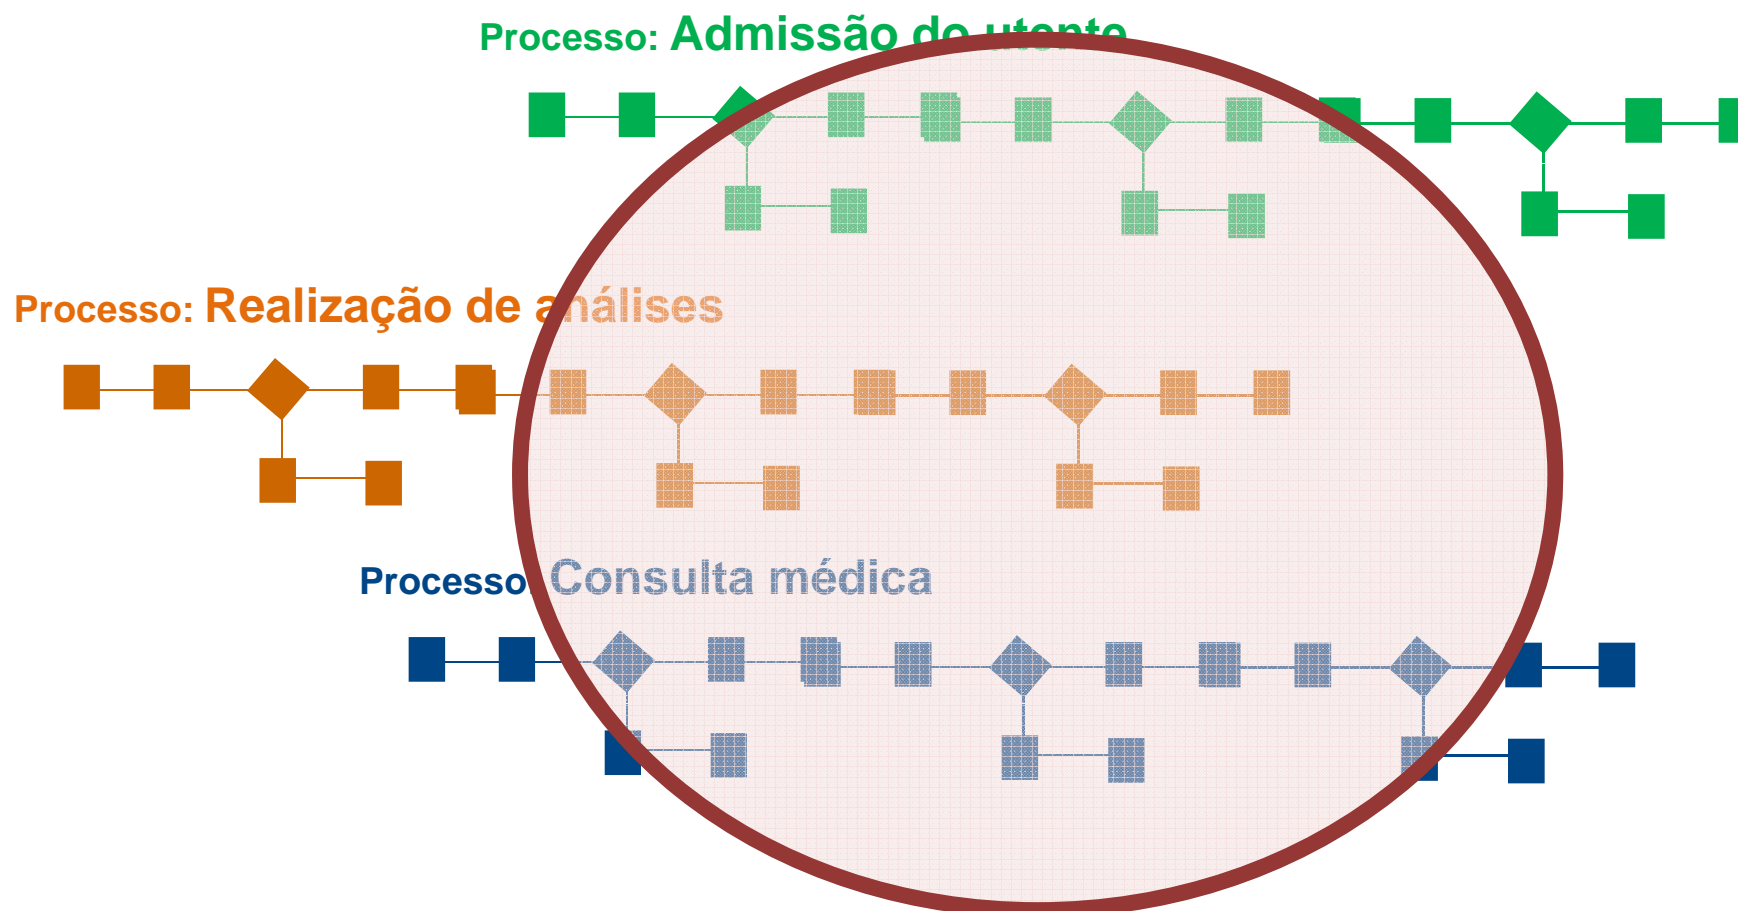 Processo: Admissão do utente
Processo: Realização de análises
Processo: Consulta médica